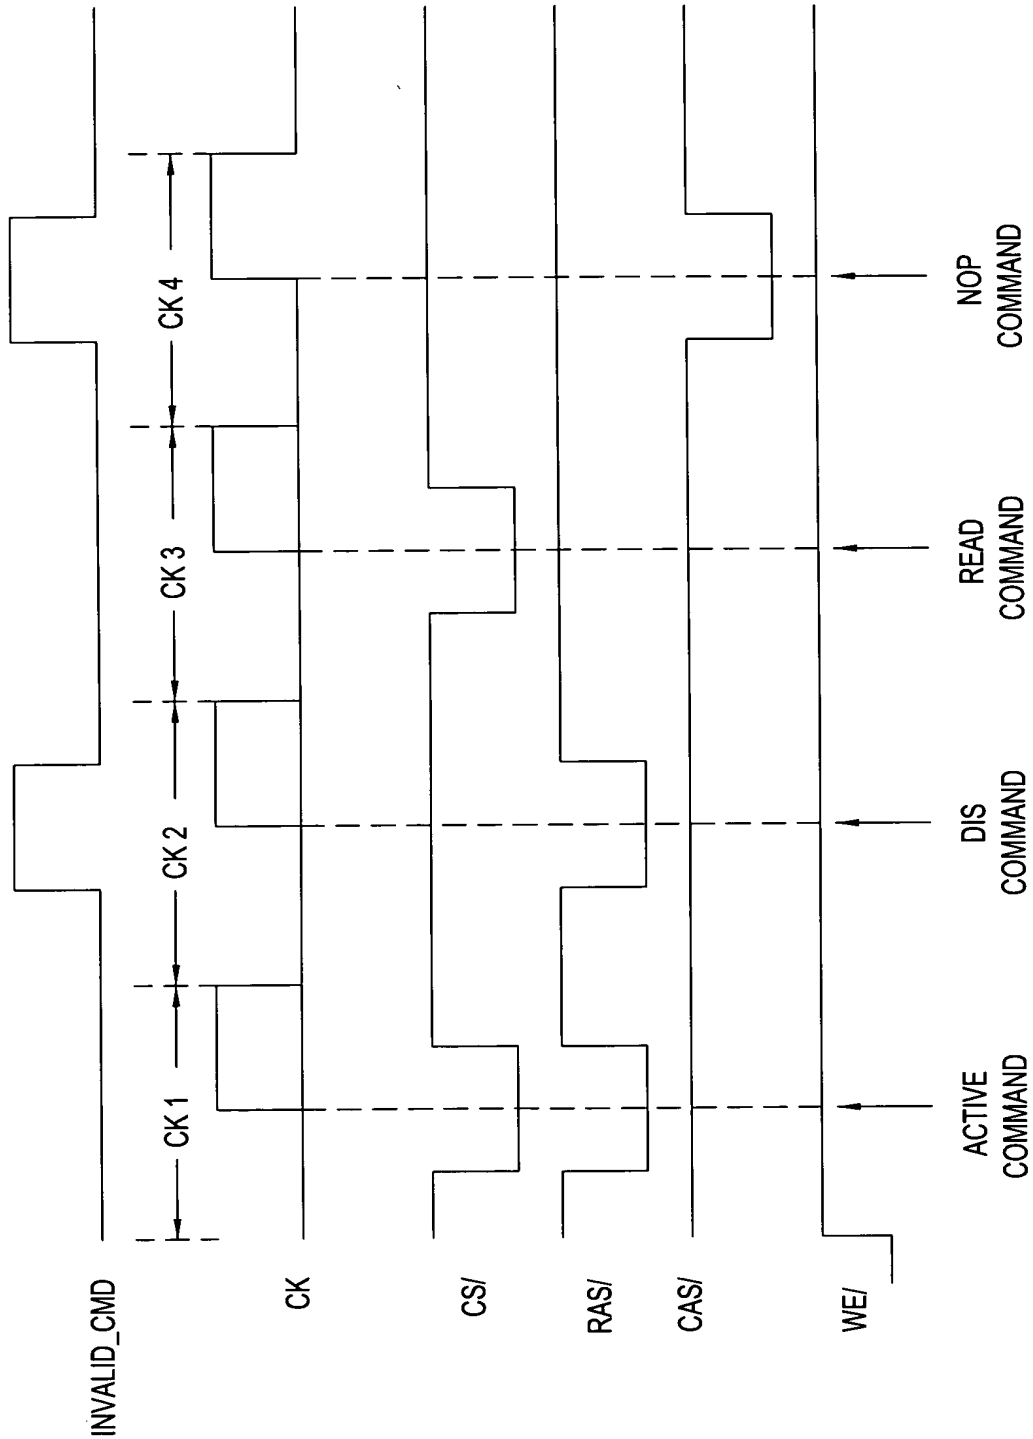 INVALID_CMD
CK 1
CK 2
CK 3
CK 4
CK
CS/
RAS/
CAS/
WE/
ACTIVE
COMMAND
DIS
COMMAND
READ
COMMAND
NOP
COMMAND